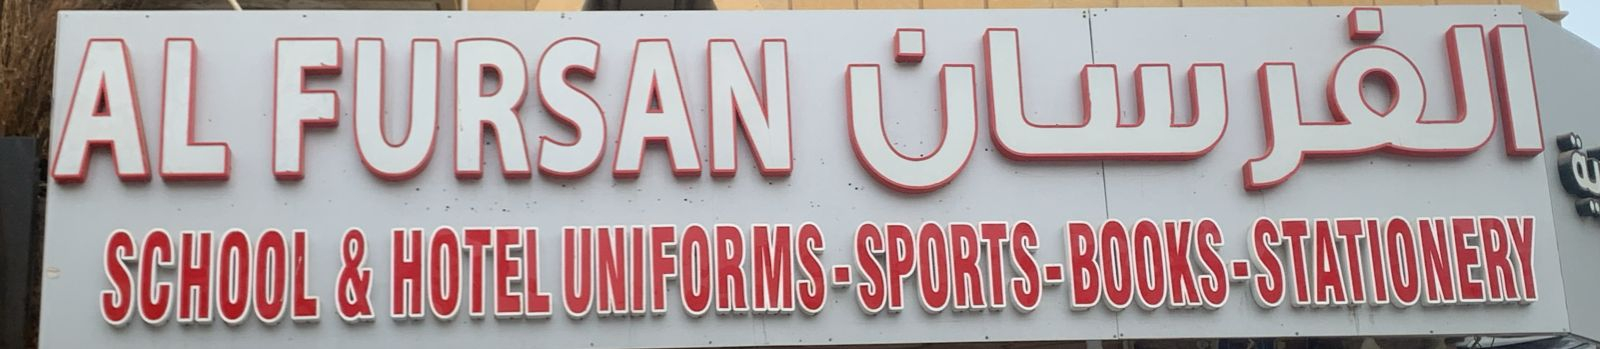 AL FURSAN الفرسان
SCHOOL & HOTEL UNIFORMS-SPORTS-BOOKS-STATIONERY